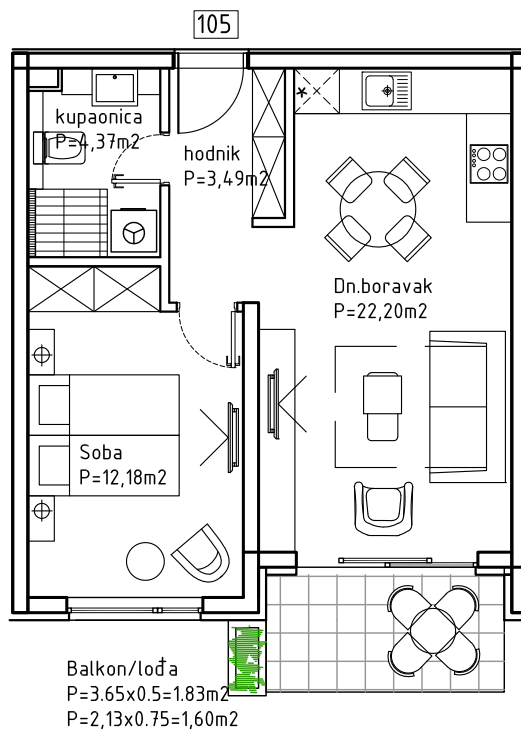 105
kupaonica
P=4,37m2
hodnik
P=3,49m2
Dn.boravak
P=22,20m2
Soba
P=12,18m2
Balkon/lođa
P=3.65x0.5=1.83m2
P=2,13x0.75=1,60m2